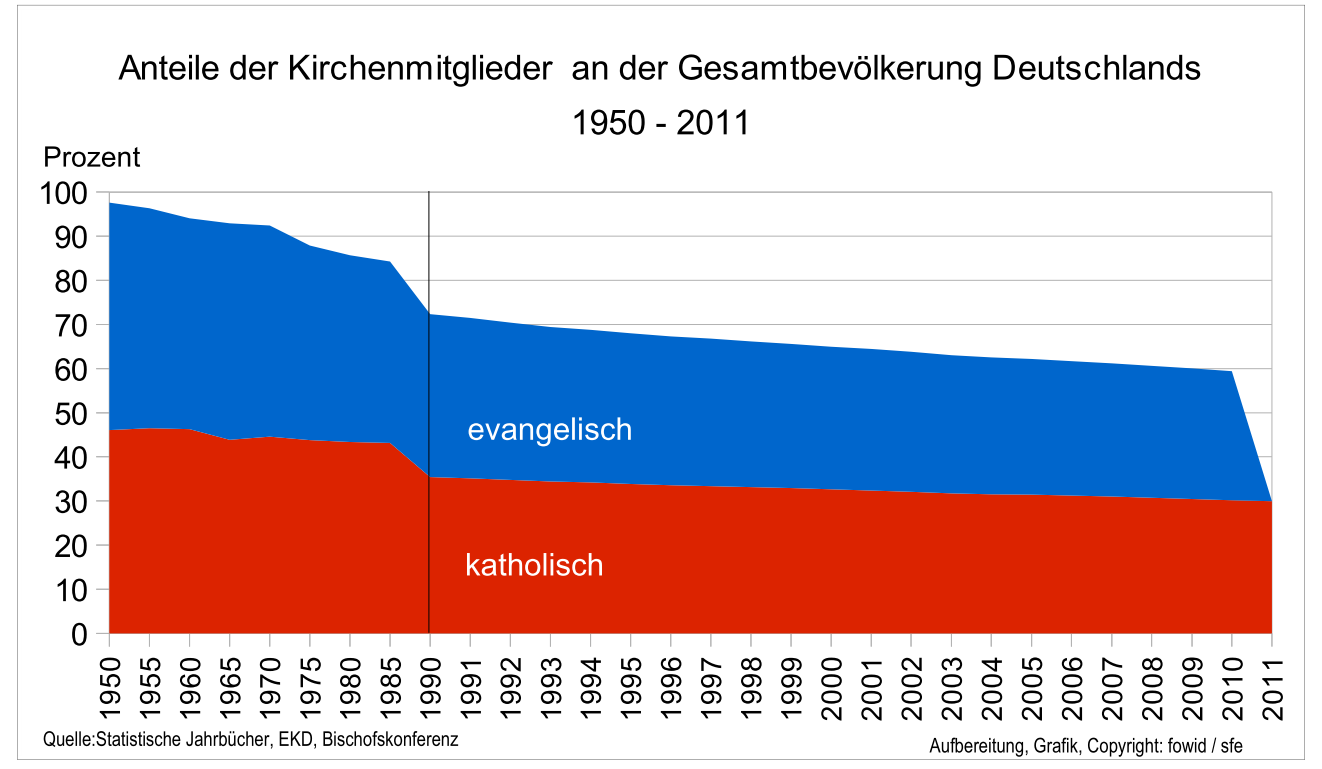 Anteile der Kirchenmitglieder an der Gesamtbevölkerung Deutschlands
1950 - 2011
Prozent
100
90
80
70
60
50
40
30
20
10
0
evangelisch
katholisch
1950 1955 1960 1965 1970 1975 1980 1985 1990 1991 1992 1993 1994 1995 1996 1997 1998 1999 2000 2001 2002 2003 2004 2005 2006 2007 2008 2009 2010 2011
Quelle:Statistische Jahrbücher, EKD, Bischofskonferenz
Aufbereitung, Grafik, Copyright: fowid / sfe